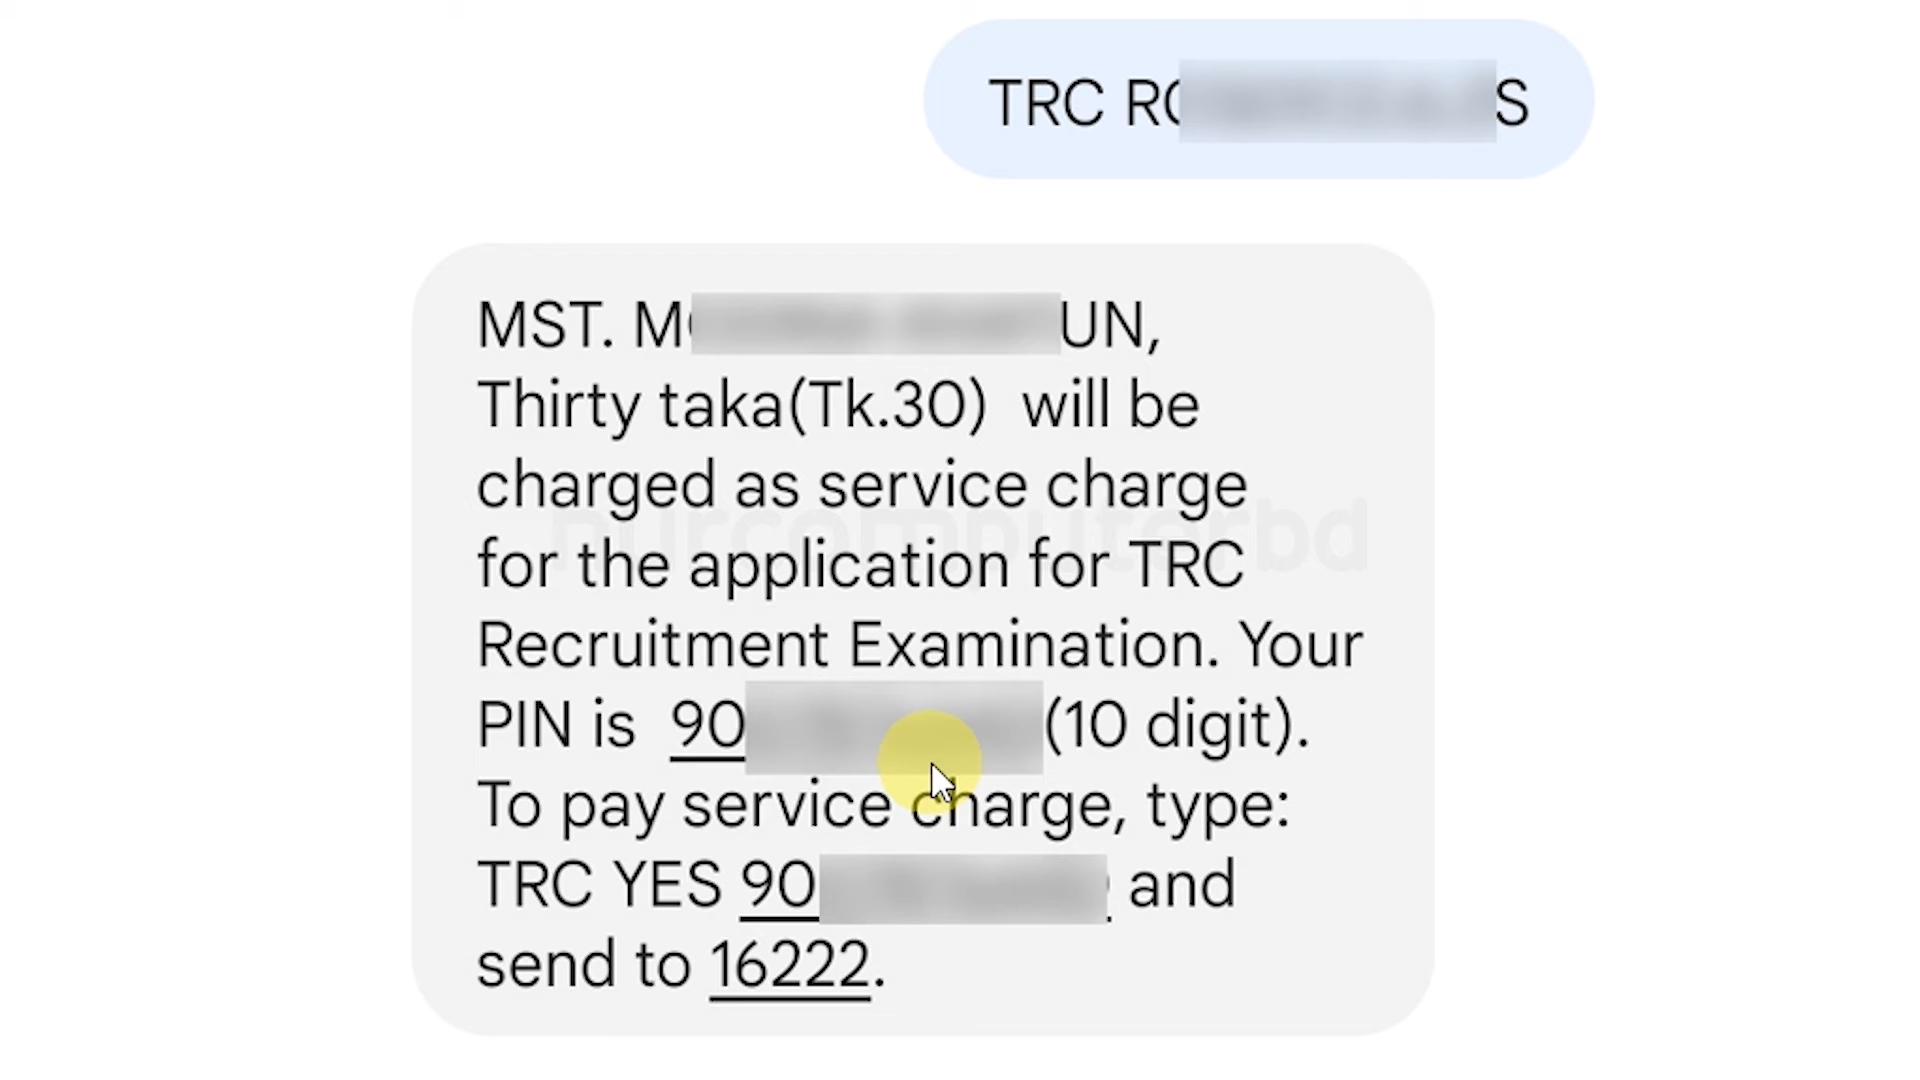 TRC R S
MST. M UN,
Thirty taka(Tk.30) will be
charged as service charge
nurcomputerbd
for the application for TRC
Recruitment Examination. Your
PIN is 90 (10 digit).
To pay service charge, type:
TRC YES 90 and
send to 16222.